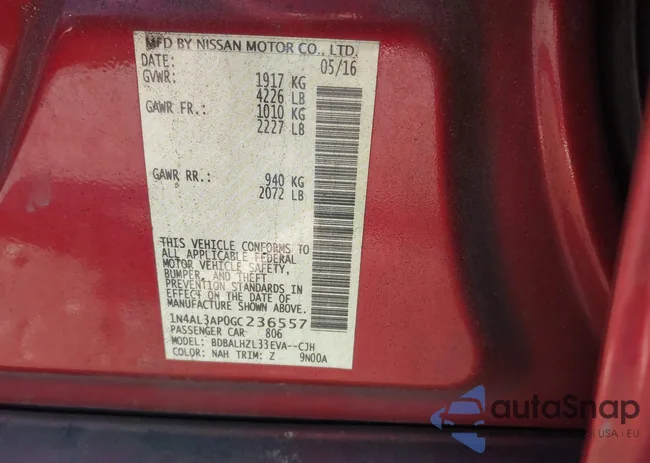 MFD BY NISSAN MOTOR CO., LTD.
DATE: 05/16
GVWR: 1917 KG
4226 LB
GAWR FR.: 1010 KG
2227 LB
GAWR RR.: 940 KG
2072 LB
THIS VEHICLE CONFORMS TO
ALL APPLICABLE FEDERAL
MOTOR VEHICLE SAFETY,
BUMPER, AND THEFT
PREVENTION STANDARDS IN
EFFECT ON THE DATE OF
MANUFACTURE SHOWN ABOVE.
1N4AL3AP0GC236557
PASSENGER CAR 806
MODEL: BDBALHZL33EVA--CJH
COLOR: NAH TRIM: Z 9N00A
autaSnap
USA · EU